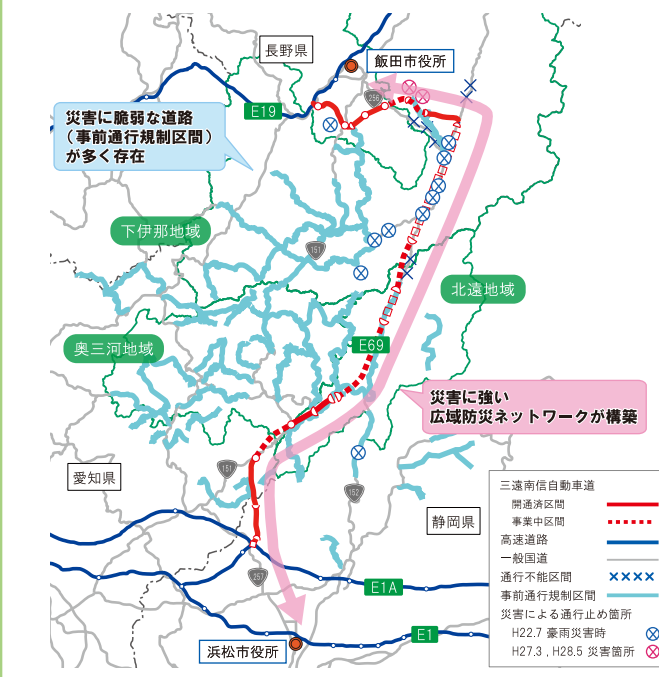 長野県
飯田市役所
256
E19
災害に脆弱な道路
（事前通行規制区間）
が多く存在
下伊那地域
151
北遠地域
奥三河地域
E69
災害に強い
広域防災ネットワークが構築
愛知県
151
152
静岡県
257
E1A
E1
浜松市役所
三遠南信自動車道
開通済区間
事業中区間
高速道路
一般国道
通行不能区間
事前通行規制区間
災害による通行止め箇所
H22.7 豪雨災害時
H27.3 , H28.5 災害箇所